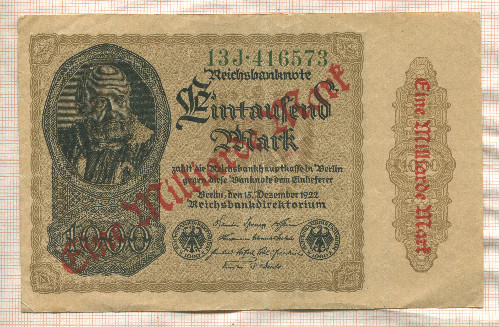 13J·416573
Reichsbanknote
Eintausend
Mark
zahlt die Reichsbankhauptkasse in Berlin
gegen diese Banknote dem Einlieferer
Berlin, den 15. Dezember 1922
Reichsbankdirektorium
1000
Eine Milliarde Mark
Eine Milliarde Mark